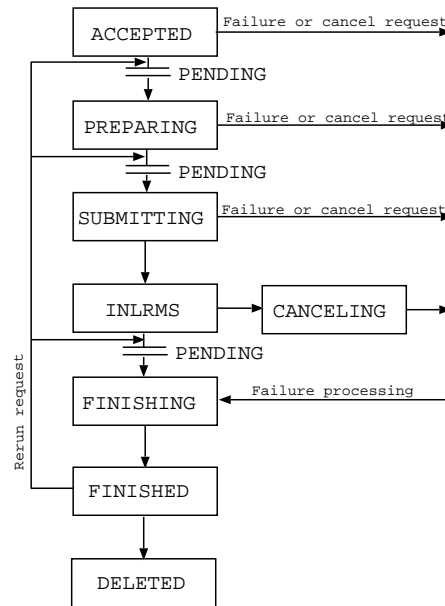 ACCEPTED
Failure or cancel request
PENDING
PREPARING
Failure or cancel request
PENDING
SUBMITTING
Failure or cancel request
INLRMS
CANCELING
PENDING
Rerun request
FINISHING
Failure processing
FINISHED
DELETED